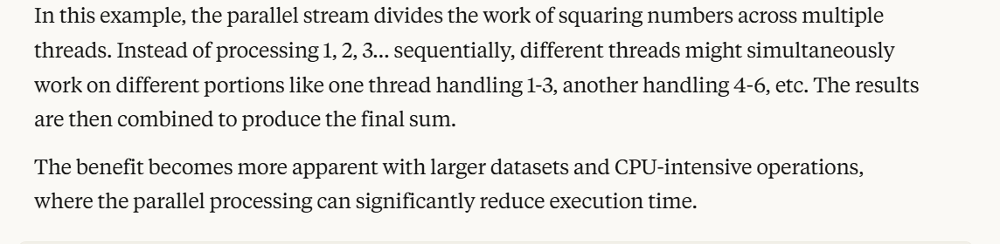 In this example, the parallel stream divides the work of squaring numbers across multiple
threads. Instead of processing 1, 2, 3... sequentially, different threads might simultaneously
work on different portions like one thread handling 1-3, another handling 4-6, etc. The results
are then combined to produce the final sum.
The benefit becomes more apparent with larger datasets and CPU-intensive operations,
where the parallel processing can significantly reduce execution time.